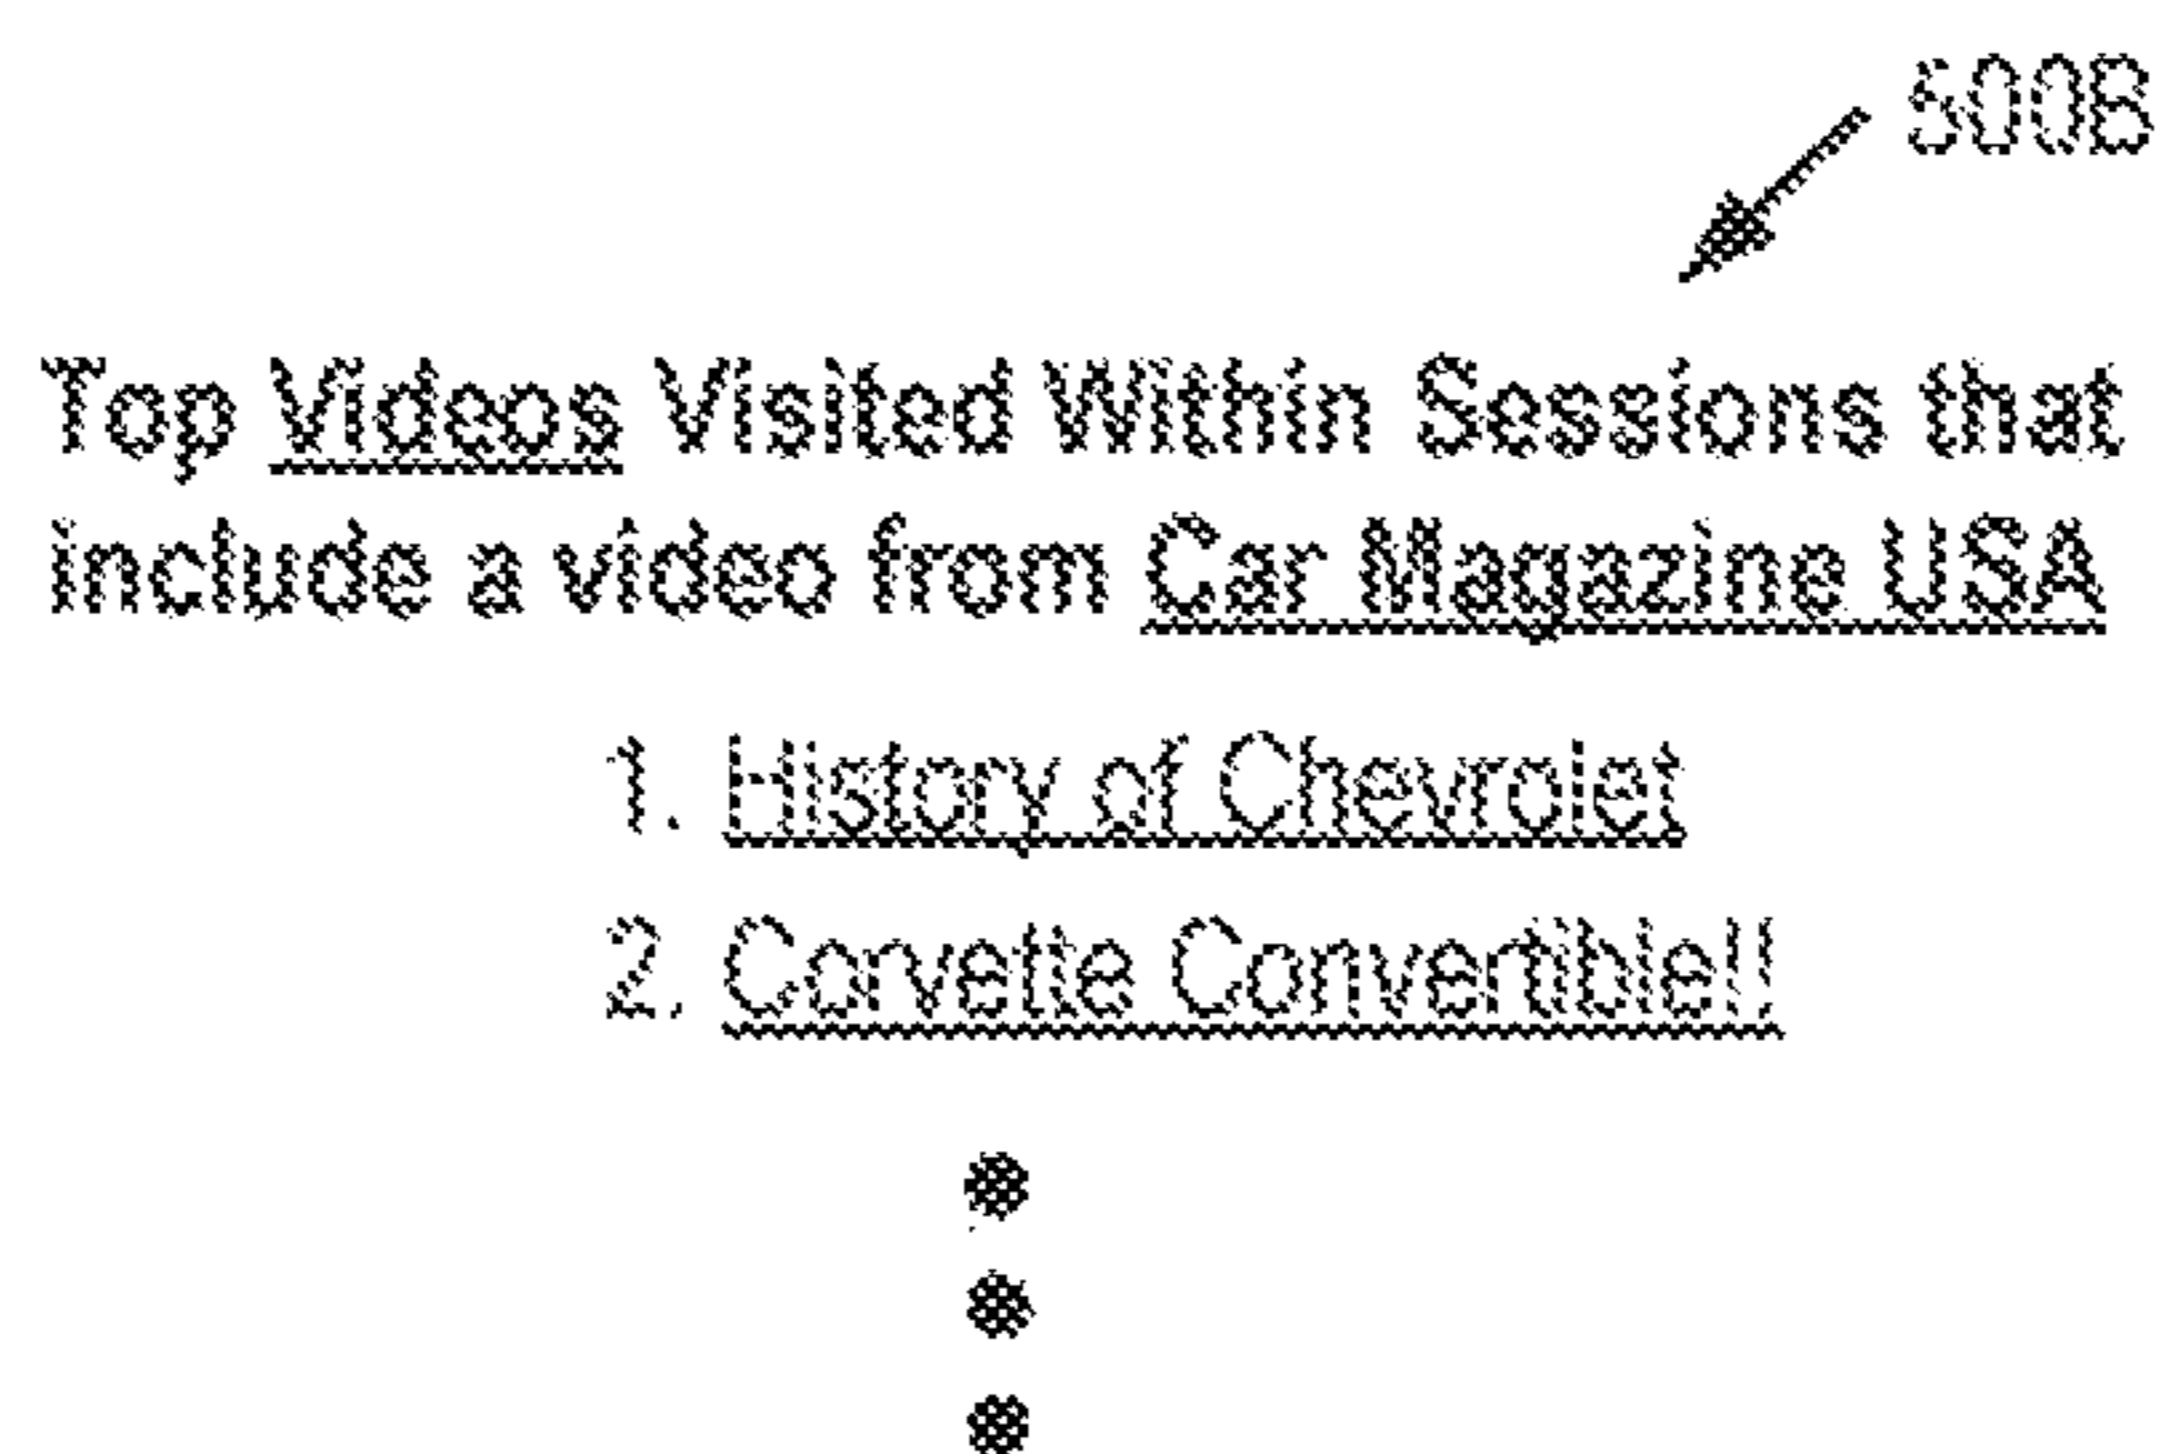 500B
Top Videos Visited Within Sessions that
include a video from Car Magazine USA
1. History of Chevrolet
2. Corvette Convertible!!